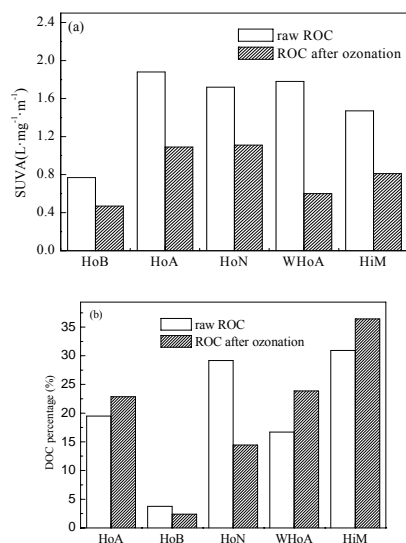 (a)
raw ROC
ROC after ozonation
SUVA(L·mg⁻¹·m⁻¹)
2.4
2.0
1.6
1.2
0.8
0.4
0.0
HoB HoA HoN WHoA HiM
(b)
raw ROC
ROC after ozonation
DOC percentage (%)
35
30
25
20
15
10
5
0
HoA HoB HoN WHoA HiM